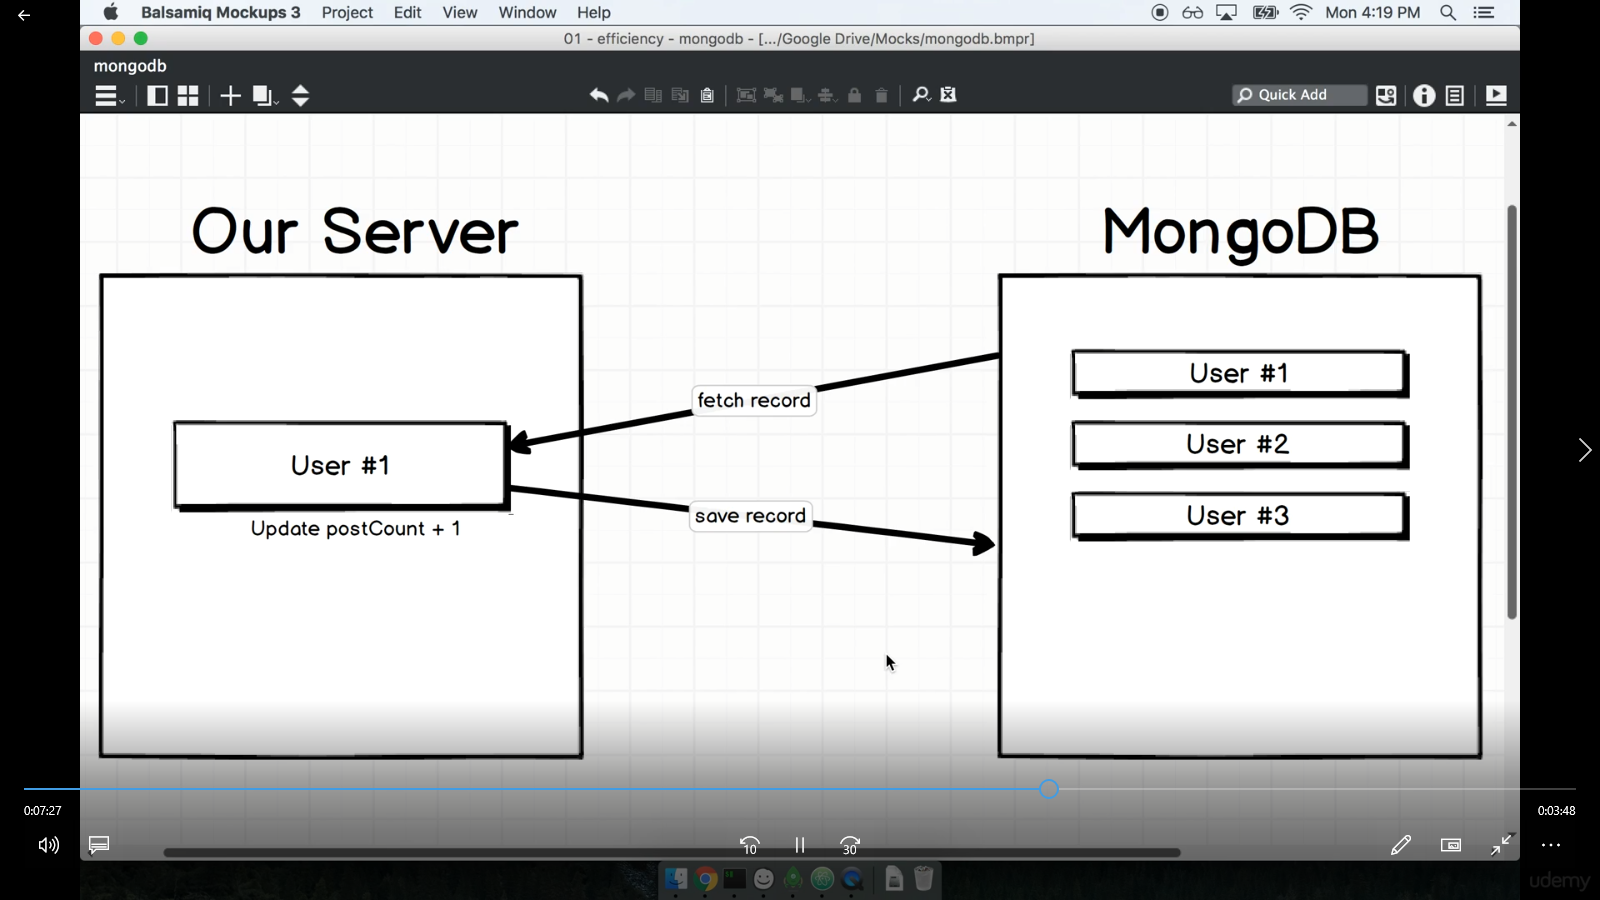 Balsamiq Mockups 3 Project Edit View Window Help Mon 4:19 PM
01 - efficiency - mongodb - [.../Google Drive/Mocks/mongodb.bmpr]
mongodb
Quick Add
Our Server MongoDB
User #1
fetch record
User #2
User #1
save record
User #3
Update postCount + 1
0:07:27 0:03:48
10 30
udemy